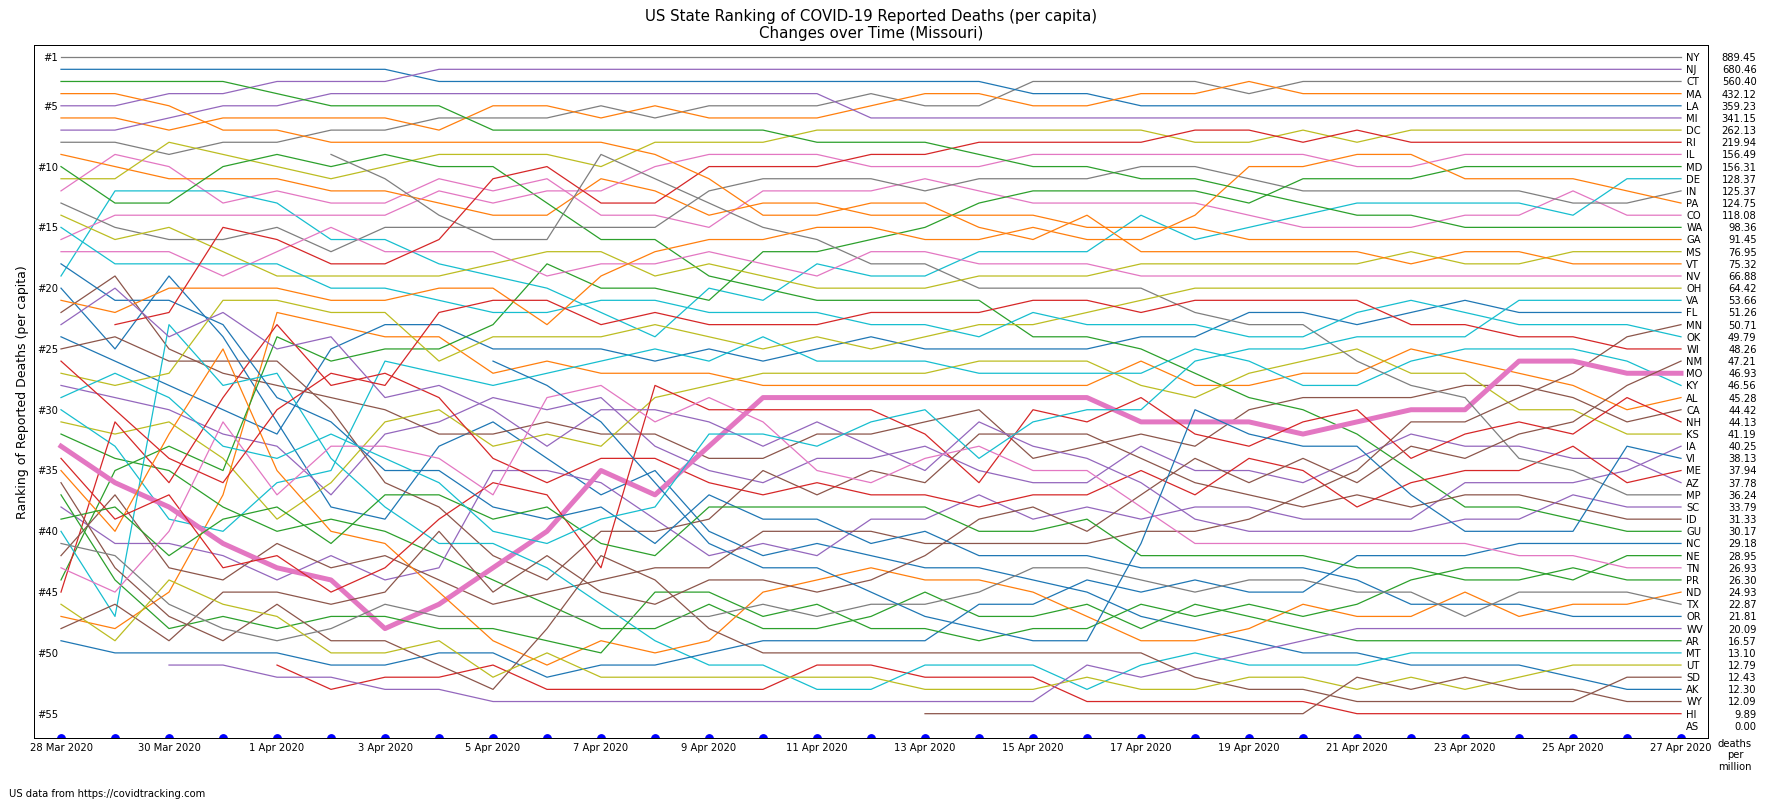 US State Ranking of COVID-19 Reported Deaths (per capita)
Changes over Time (Missouri)
Ranking of Reported Deaths (per capita)
#1
#5
#10
#15
#20
#25
#30
#35
#40
#45
#50
#55
NY 889.45
NJ 680.46
CT 560.40
MA 432.12
LA 359.23
MI 341.15
DC 262.13
RI 219.94
IL 156.49
MD 156.31
DE 128.37
IN 125.37
PA 124.75
CO 118.08
WA 98.36
GA 91.45
MS 76.95
VT 75.32
NV 66.88
OH 64.42
VA 53.66
FL 51.26
MN 50.71
OK 49.79
WI 48.26
NM 47.21
MO 46.93
KY 46.56
AL 45.28
CA 44.42
NH 44.13
KS 41.19
IA 40.25
VI 38.13
ME 37.94
AZ 37.78
MP 36.24
SC 33.79
ID 31.33
GU 30.17
NC 29.18
NE 28.95
TN 26.93
PR 26.30
ND 24.93
TX 22.87
OR 21.81
WV 20.09
AR 16.57
MT 13.10
UT 12.79
SD 12.43
AK 12.30
WY 12.09
HI 9.89
AS 0.00
28 Mar 2020 30 Mar 2020 1 Apr 2020 3 Apr 2020 5 Apr 2020 7 Apr 2020 9 Apr 2020 11 Apr 2020 13 Apr 2020 15 Apr 2020 17 Apr 2020 19 Apr 2020 21 Apr 2020 23 Apr 2020 25 Apr 2020 27 Apr 2020
deaths
per
million
US data from https://covidtracking.com